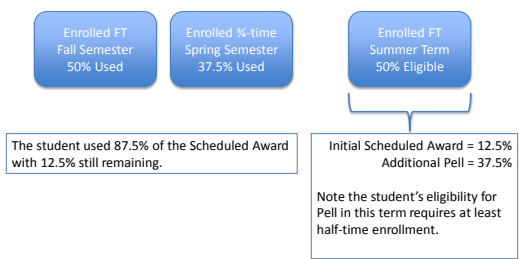 Enrolled FT
Fall Semester
50% Used
Enrolled ¾-time
Spring Semester
37.5% Used
Enrolled FT
Summer Term
50% Eligible
The student used 87.5% of the Scheduled Award
with 12.5% still remaining.
Initial Scheduled Award = 12.5%
Additional Pell = 37.5%
Note the student’s eligibility for
Pell in this term requires at least
half-time enrollment.